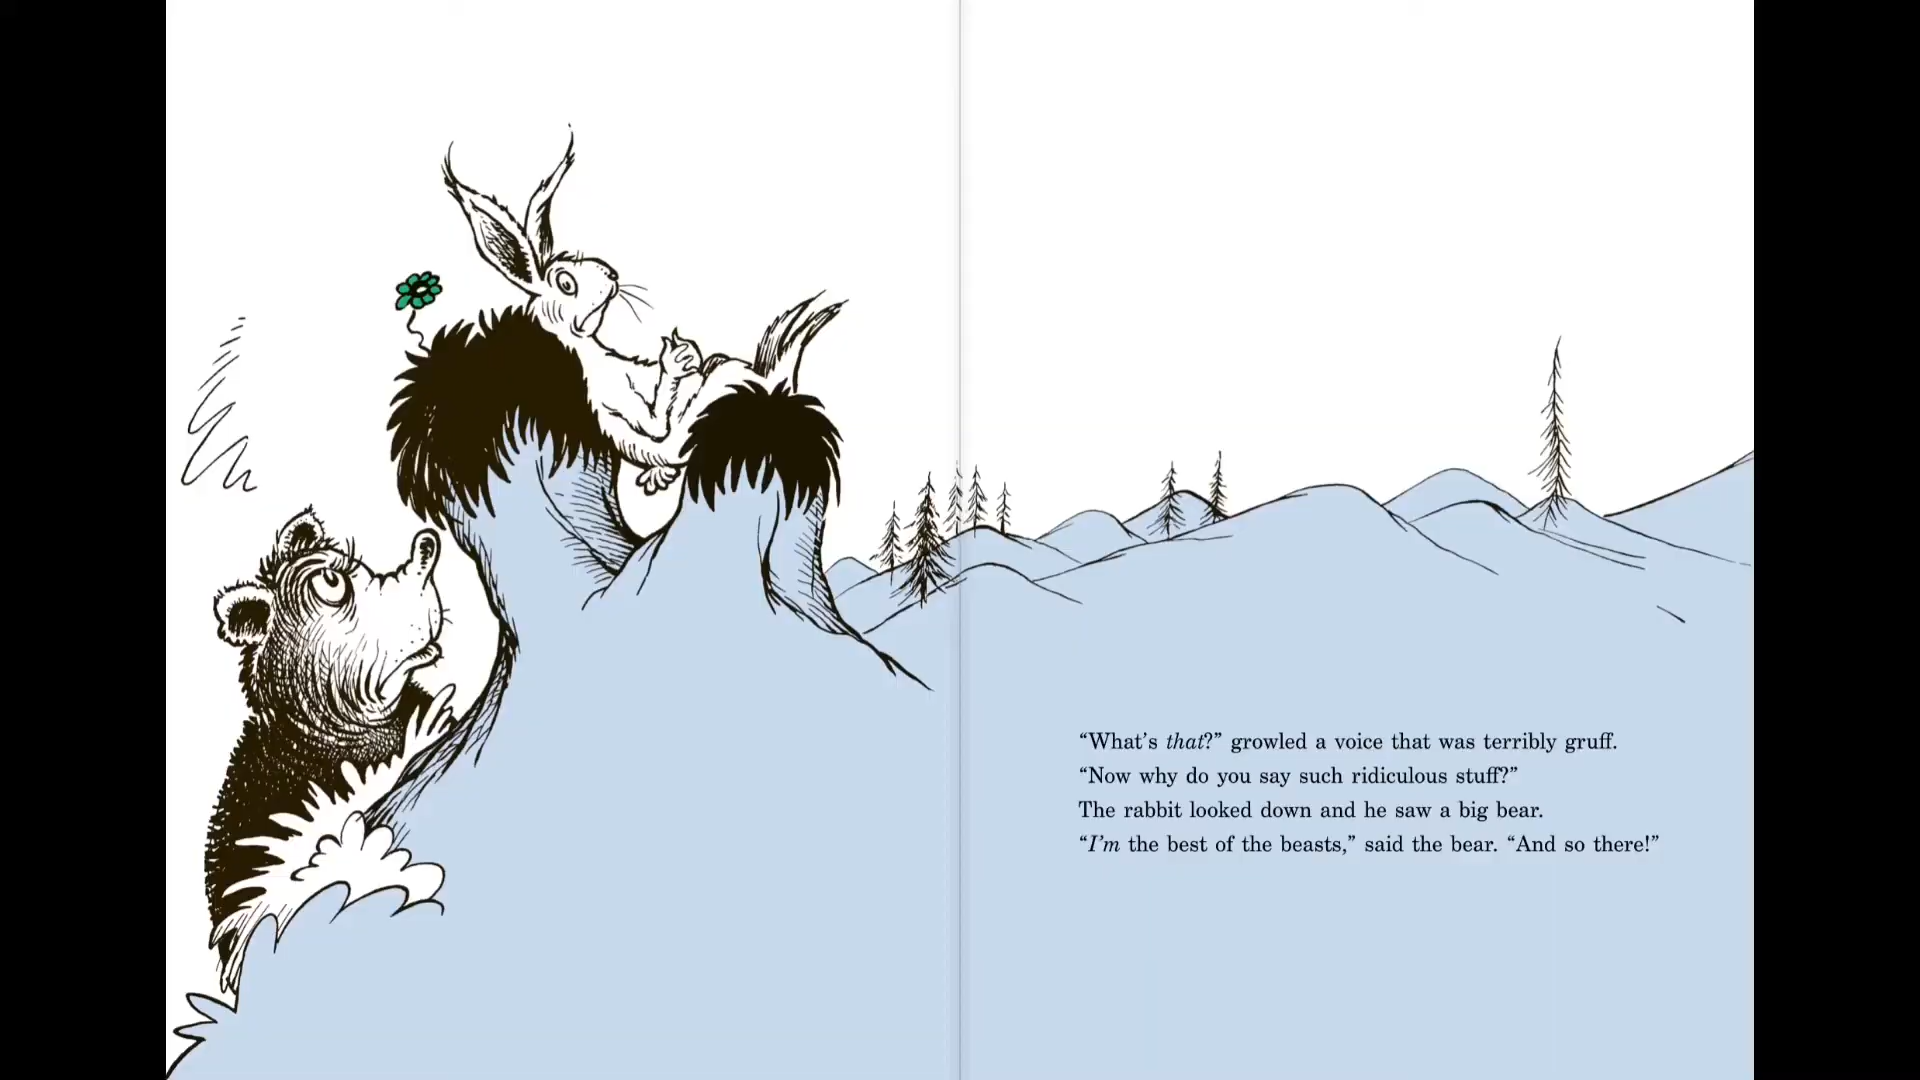 “What’s that?” growled a voice that was terribly gruff.
“Now why do you say such ridiculous stuff?”
The rabbit looked down and he saw a big bear.
“I’m the best of the beasts,” said the bear. “And so there!”